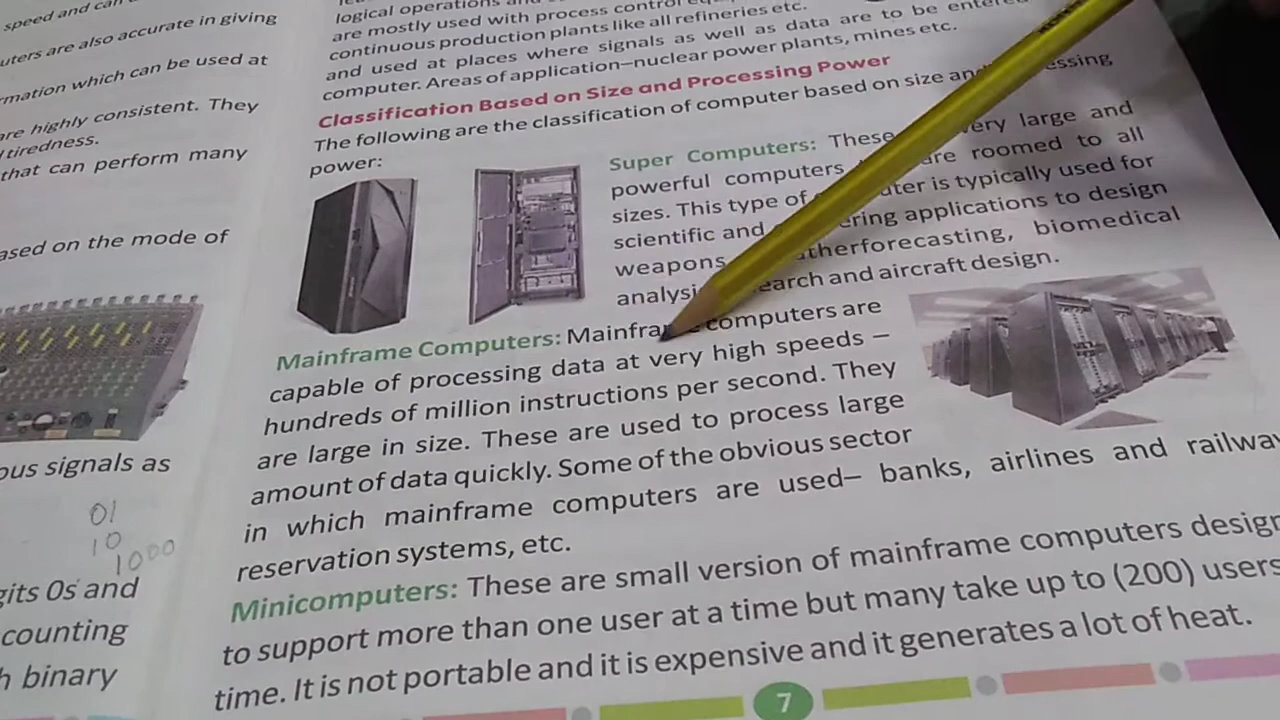 speed and can
uters are also accurate in giving
rmation which can be used at
are highly consistent. They
tiredness.
that can perform many
ased on the mode of
ous signals as
01
10
1000
gits 0s and
counting
h binary
logical operations and
are mostly used with process control
continuous production plants like all refineries etc.
and used at places where signals as well as data are to be entered
computer. Areas of application—nuclear power plants, mines etc.
Classification Based on Size and Processing Power
The following are the classification of computer based on size and
power:
Super Computers: These very large and
powerful computers are roomed to all
sizes. This type of is typically used for
scientific and applications to design
weapons, biomedical
and aircraft design.
Mainframe Computers: Mainframe computers are
capable of processing data at very high speeds –
hundreds of million instructions per second. They
are large in size. These are used to process large
amount of data quickly. Some of the obvious sector
in which mainframe computers are used– banks, airlines and railway
reservation systems, etc.
Minicomputers: These are small version of mainframe computers design
to support more than one user at a time but many take up to (200) users
time. It is not portable and it is expensive and it generates a lot of heat.
7